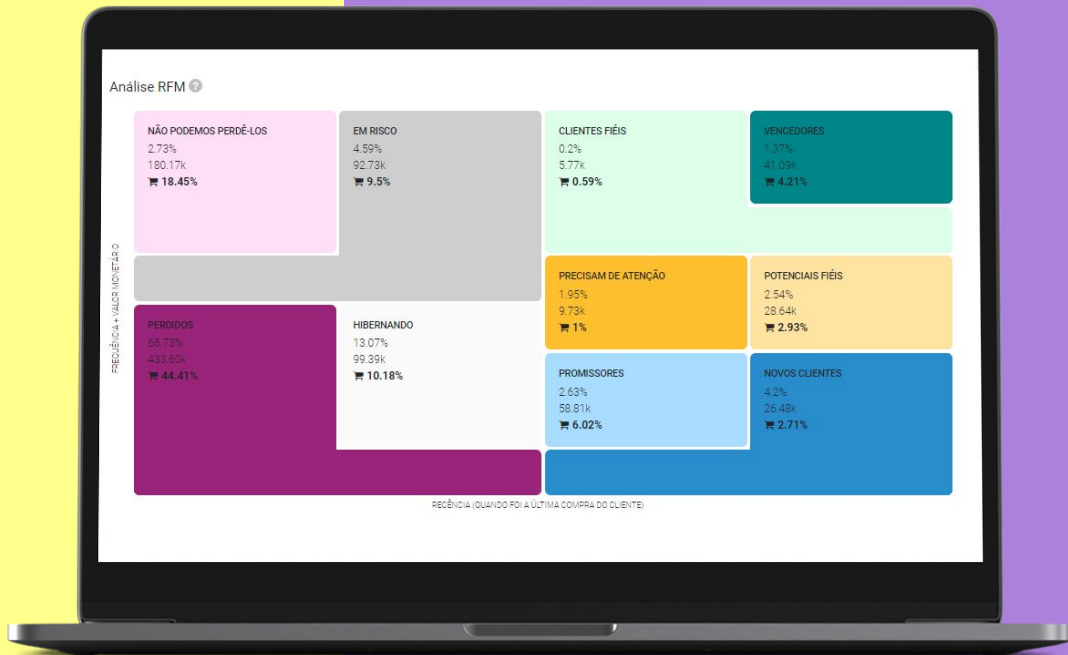 Análise RFM ?
NÃO PODEMOS PERDÊ-LOS
2.73%
180.17k
18.45%
EM RISCO
4.59%
92.73k
9.5%
CLIENTES FIÉIS
0.2%
5.77k
0.59%
VENCEDORES
1.37%
41.09k
4.21%
PRECISAM DE ATENÇÃO
1.95%
9.73k
1%
POTENCIAIS FIÉIS
2.54%
28.64k
2.93%
PERDIDOS
66.73%
433.60k
44.41%
HIBERNANDO
13.07%
99.39k
10.18%
PROMISSORES
2.63%
58.81k
6.02%
NOVOS CLIENTES
4.2%
26.48k
2.71%
FREQUÊNCIA + VALOR MONETÁRIO
RECÊNCIA (QUANDO FOI A ÚLTIMA COMPRA DO CLIENTE)